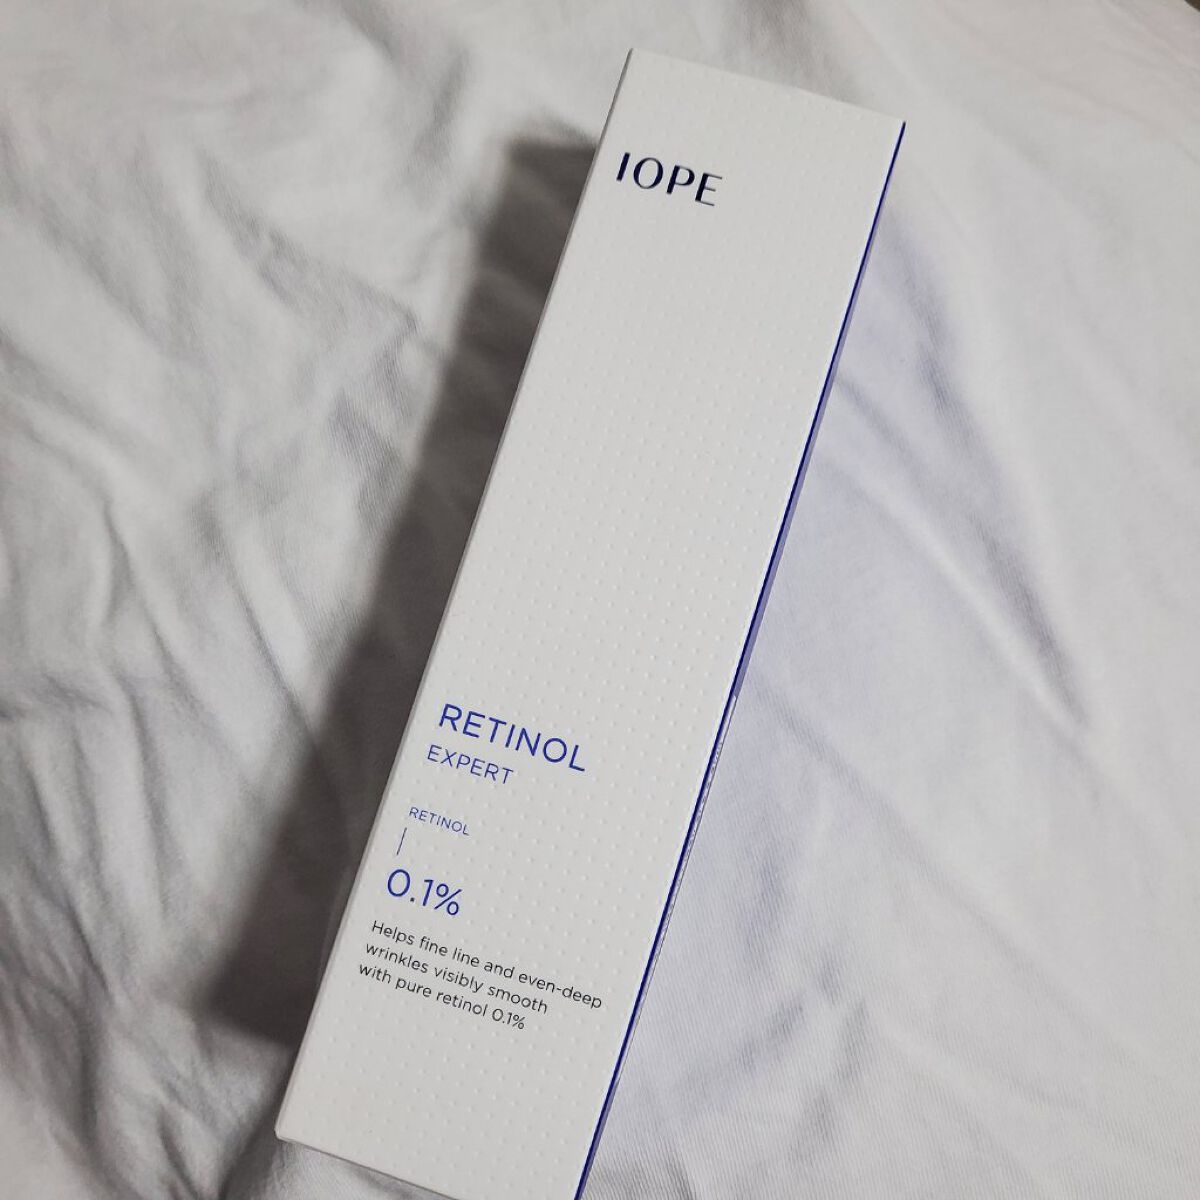 IOPE
RETINOL
EXPERT
RETINOL
0.1%
Helps fine line and even-deep
wrinkles visibly smooth
with pure retinol 0.1%